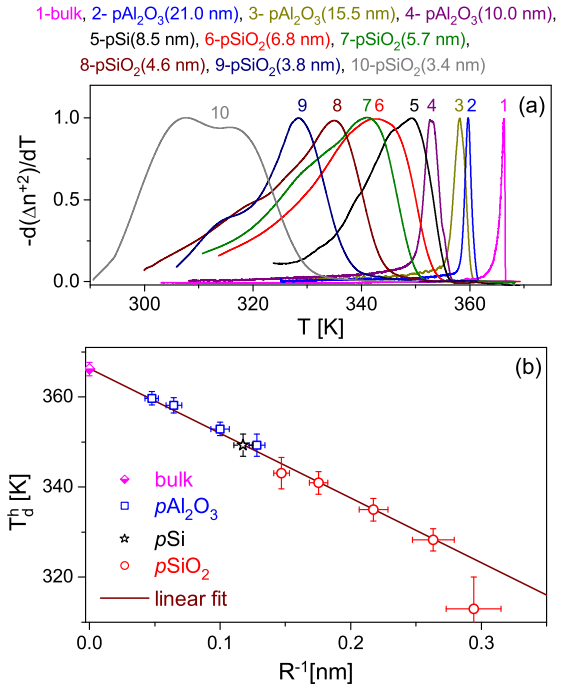 1-bulk, 2- pAl₂O₃(21.0 nm), 3- pAl₂O₃(15.5 nm), 4- pAl₂O₃(10.0 nm),
5-pSi(8.5 nm), 6-pSiO₂(6.8 nm), 7-pSiO₂(5.7 nm),
8-pSiO₂(4.6 nm), 9-pSiO₂(3.8 nm), 10-pSiO₂(3.4 nm)
10 9 8 7 6 5 4 3 2 1
(a)
-d(Δn⁺²)/dT
1.0
0.5
0.0
300 320 340 360
T [K]
(b)
T_d^h [K]
360
340
320
bulk
pAl₂O₃
pSi
pSiO₂
linear fit
0.0 0.1 0.2 0.3
R⁻¹[nm]